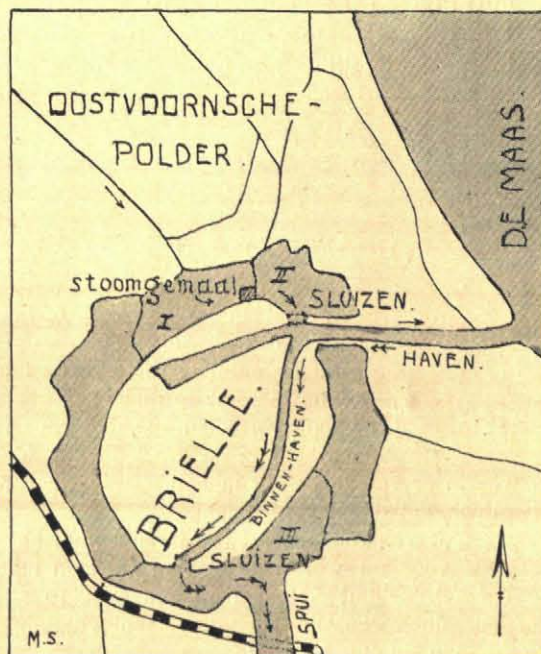 OOSTVOORNSCHE-
POLDER
DE MAAS.
stoomgemaal
II
SLUIZEN.
I
HAVEN.
BRIELLE.
BINNEN-HAVEN.
III
SLUIZEN
SPUI
M.S.